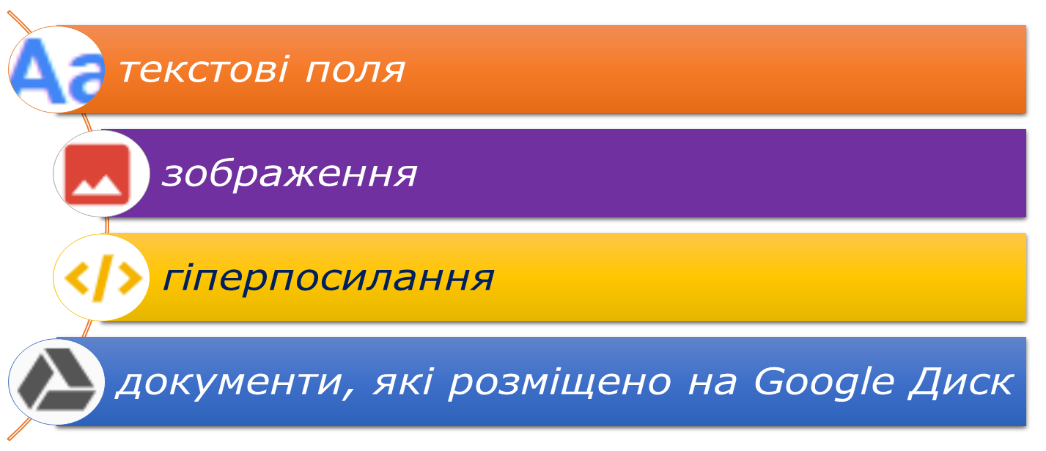 Aa текстові поля
зображення
</> гіперпосилання
документи, які розміщено на Google Диск